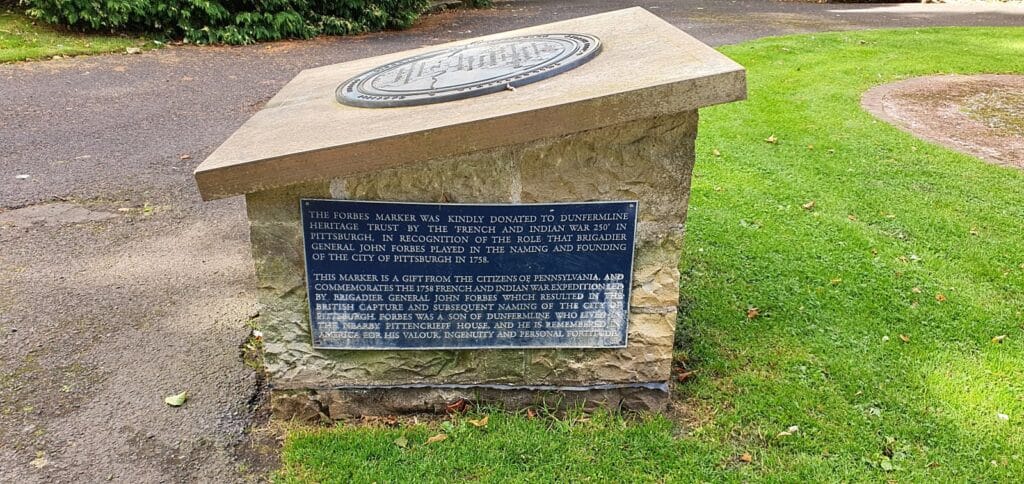 THE FORBES MARKER WAS KINDLY DONATED TO DUNFERMLINE
HERITAGE TRUST BY THE 'FRENCH AND INDIAN WAR 250' IN
PITTSBURGH, IN RECOGNITION OF THE ROLE THAT BRIGADIER
GENERAL JOHN FORBES PLAYED IN THE NAMING AND FOUNDING
OF THE CITY OF PITTSBURGH IN 1758.
THIS MARKER IS A GIFT FROM THE CITIZENS OF PENNSYLVANIA, AND
COMMEMORATES THE 1758 FRENCH AND INDIAN WAR EXPEDITION LED
BY BRIGADIER GENERAL JOHN FORBES WHICH RESULTED IN THE
BRITISH CAPTURE AND SUBSEQUENT NAMING OF THE CITY OF
PITTSBURGH. FORBES WAS A SON OF DUNFERMLINE WHO LIVED IN
THE NEARBY PITTENCRIEFF HOUSE, AND HE IS REMEMBERED IN
AMERICA FOR HIS VALOUR, INGENUITY AND PERSONAL FORTITUDE.